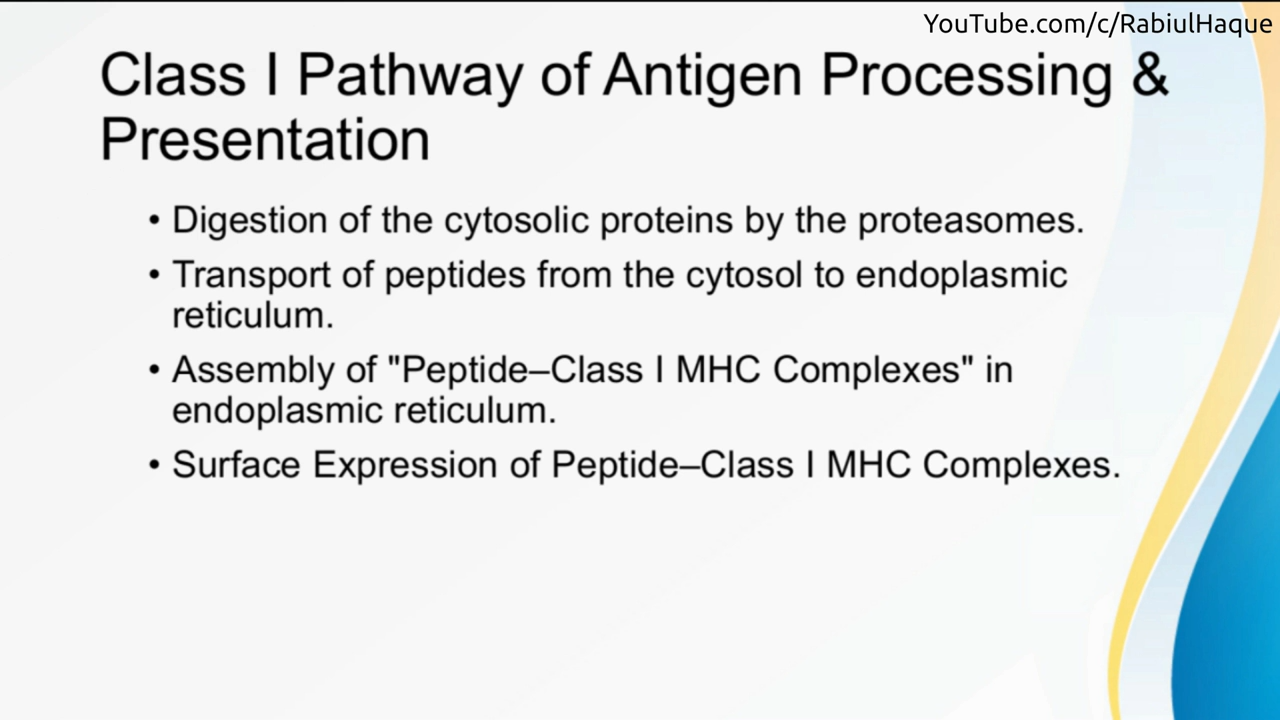 YouTube.com/c/RabiulHaque
Class I Pathway of Antigen Processing &
Presentation
• Digestion of the cytosolic proteins by the proteasomes.
• Transport of peptides from the cytosol to endoplasmic
reticulum.
• Assembly of "Peptide–Class I MHC Complexes" in
endoplasmic reticulum.
• Surface Expression of Peptide–Class I MHC Complexes.